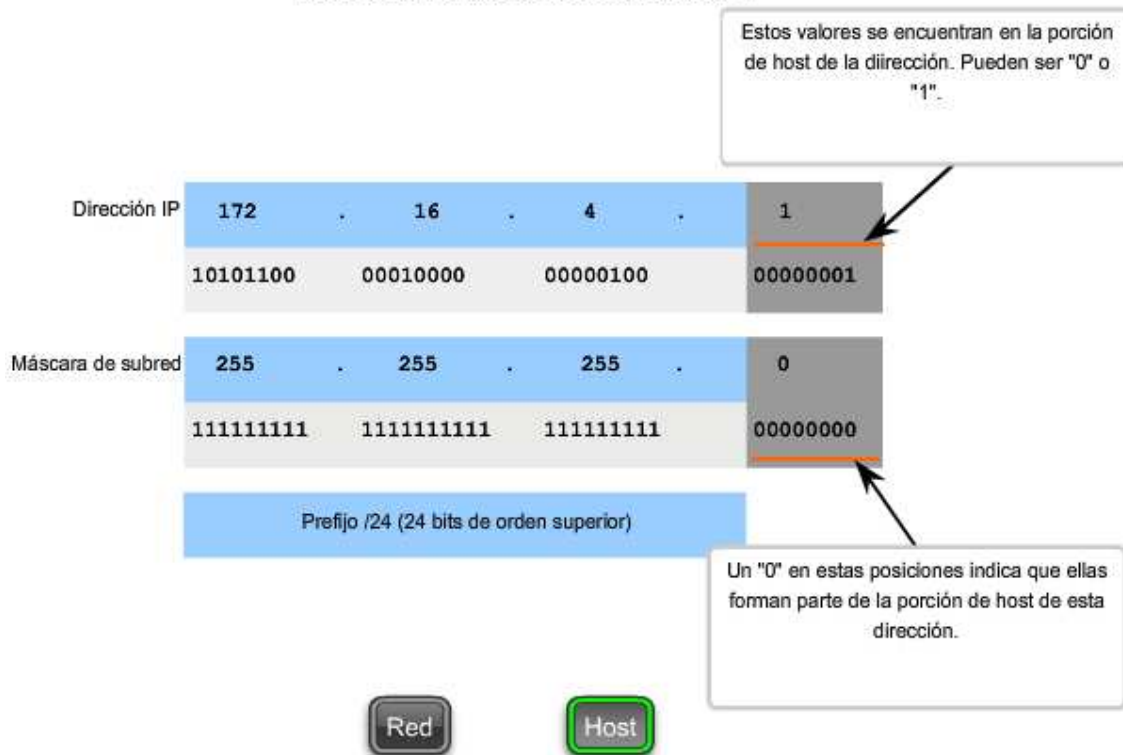 Estos valores se encuentran en la porción
de host de la diirección. Pueden ser "0" o
"1".
Dirección IP 172 . 16 . 4 . 1
10101100 00010000 00000100 00000001
Máscara de subred 255 . 255 . 255 . 0
111111111 1111111111 111111111 00000000
Prefijo /24 (24 bits de orden superior)
Un "0" en estas posiciones indica que ellas
forman parte de la porción de host de esta
dirección.
Red Host